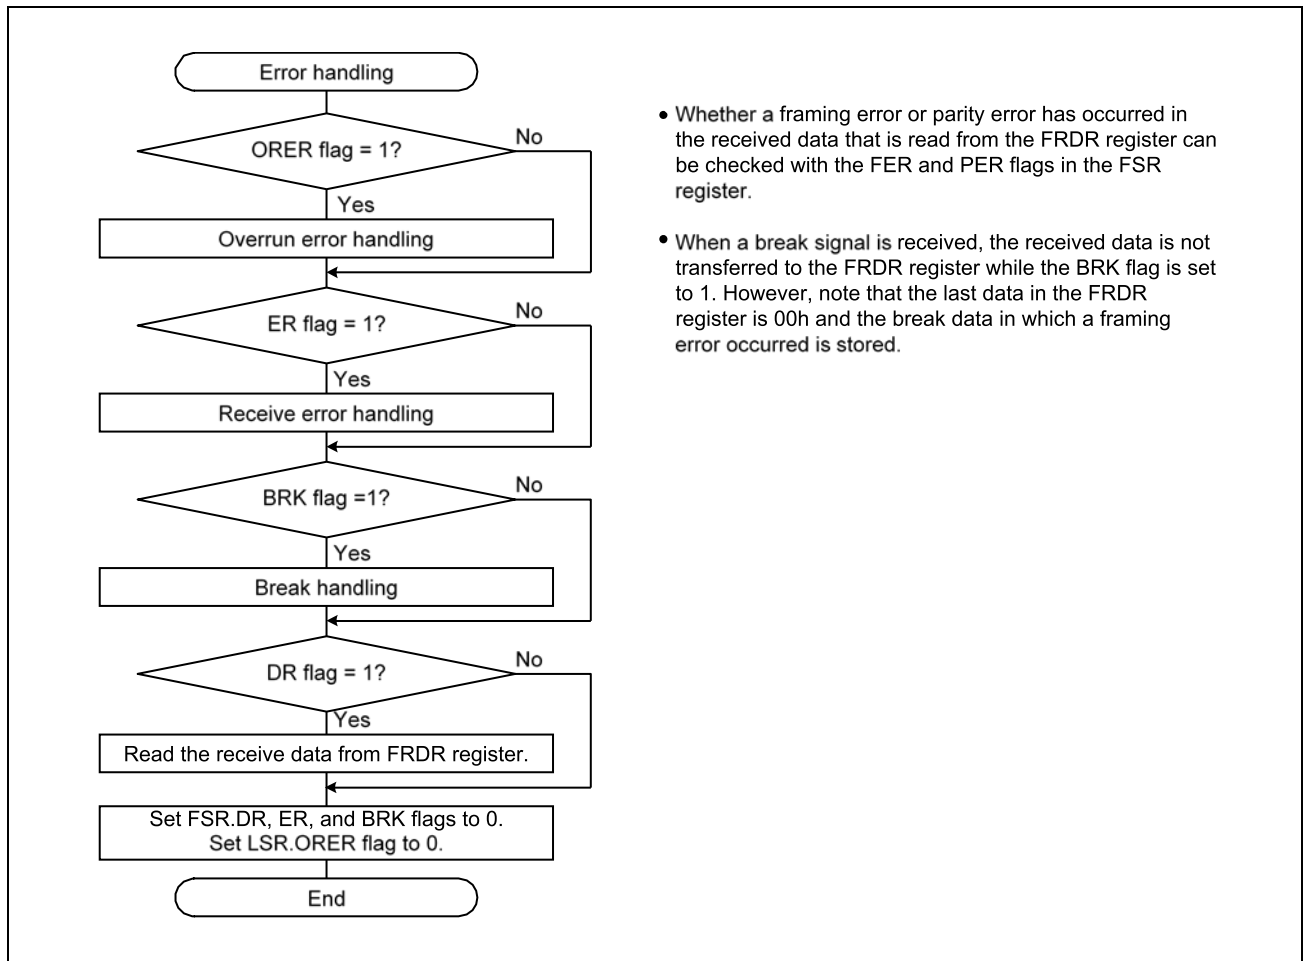 Error handling
ORER flag = 1?
No
Yes
Overrun error handling
ER flag = 1?
No
Yes
Receive error handling
BRK flag =1?
No
Yes
Break handling
DR flag = 1?
No
Yes
Read the receive data from FRDR register.
Set FSR.DR, ER, and BRK flags to 0.
Set LSR.ORER flag to 0.
End
• Whether a framing error or parity error has occurred in
the received data that is read from the FRDR register can
be checked with the FER and PER flags in the FSR
register.
• When a break signal is received, the received data is not
transferred to the FRDR register while the BRK flag is set
to 1. However, note that the last data in the FRDR
register is 00h and the break data in which a framing
error occurred is stored.